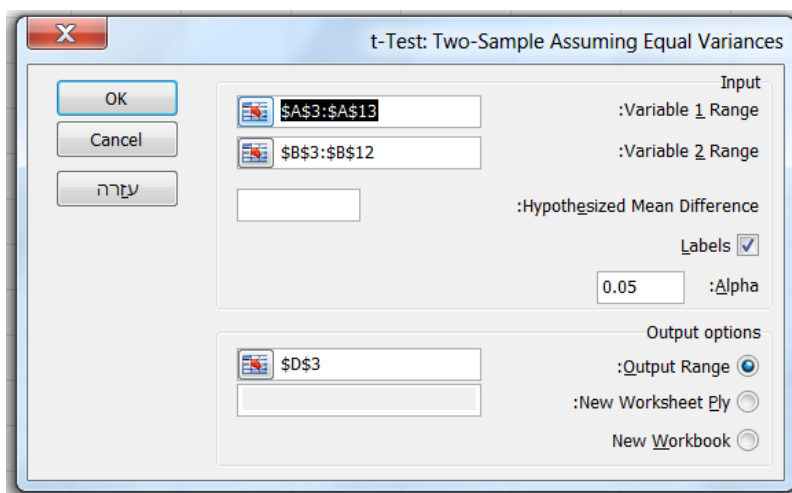 t-Test: Two-Sample Assuming Equal Variances
Input
:Variable 1 Range
$A$3:$A$13
:Variable 2 Range
$B$3:$B$12
:Hypothesized Mean Difference
Labels
:Alpha
0.05
OK
Cancel
עזרה
Output options
:Output Range
$D$3
:New Worksheet Ply
New Workbook